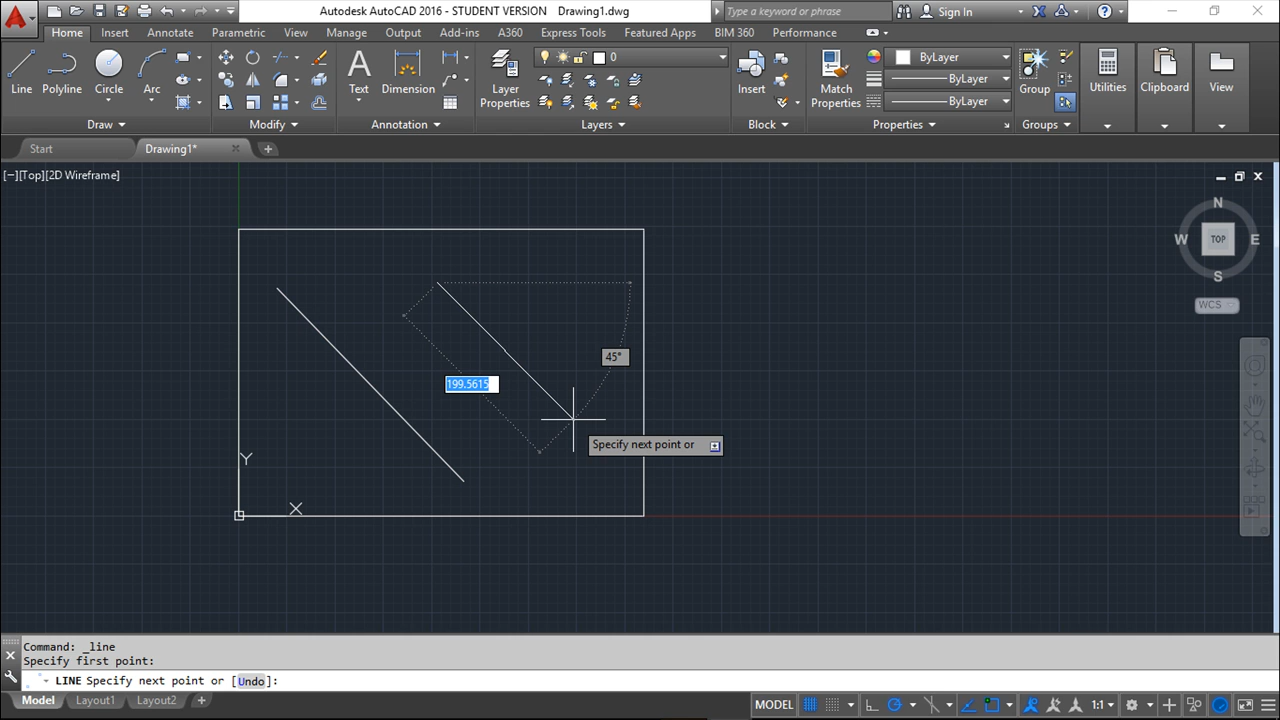 Autodesk AutoCAD 2016 - STUDENT VERSION Drawing1.dwg
Type a keyword or phrase
Sign In
Home Insert Annotate Parametric View Manage Output Add-ins A360 Express Tools Featured Apps BIM 360 Performance
0
ByLayer
Line Polyline Circle Arc
Text Dimension
Layer Properties
Insert
Match Properties
ByLayer
ByLayer
Group
Utilities
Clipboard
View
Draw Modify Annotation Layers Block Properties Groups
Start Drawing1*
[−][Top][2D Wireframe]
N
W TOP E
S
WCS
45°
199.5615
Specify next point or
Y
X
Command: _line
Specify first point:
LINE Specify next point or [Undo]:
Model Layout1 Layout2
MODEL
1:1